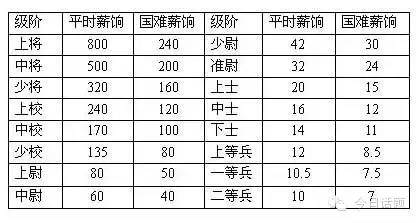 级阶 平时薪饷 国难薪饷 级阶 平时薪饷 国难薪饷
上将 800 240 少尉 42 30
中将 500 200 准尉 32 24
少将 320 160 上士 20 15
上校 240 120 中士 16 12
中校 170 100 下士 14 11
少校 135 80 上等兵 12 8.5
上尉 80 50 一等兵 10.5 7.5
中尉 60 40 二等兵 10 7
今日话题